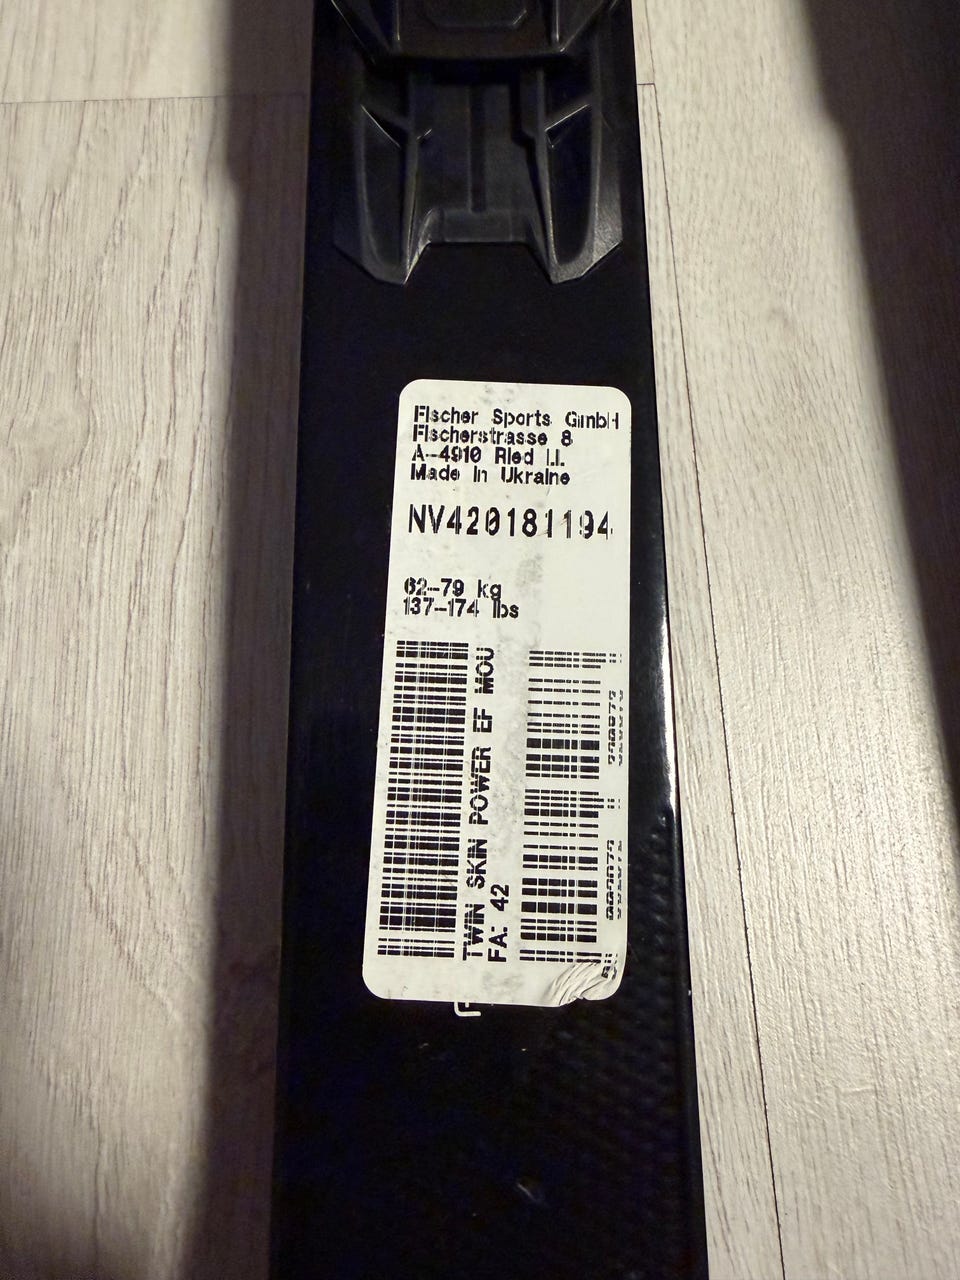 Fischer Sports GmbH
Fischerstrasse 8
A-4910 Ried I.I.
Made In Ukraine
NV420181194
62-79 kg
137-174 lbs
TWIN SKIN POWER EF MOU
FA: 42